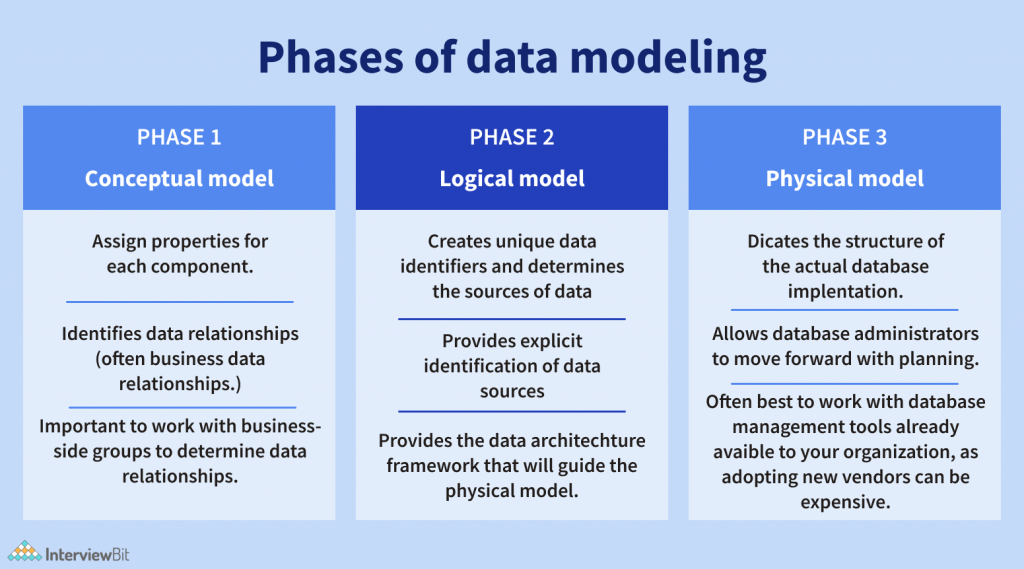 Phases of data modeling
PHASE 1
Conceptual model
Assign properties for
each component.
Identifies data relationships
(often business data
relationships.)
Important to work with business-
side groups to determine data
relationships.
PHASE 2
Logical model
Creates unique data
identifiers and determines
the sources of data
Provides explicit
identification of data
sources
Provides the data architechture
framework that will guide the
physical model.
PHASE 3
Physical model
Dicates the structure of
the actual database
implentation.
Allows database administrators
to move forward with planning.
Often best to work with database
management tools already
avaible to your organization, as
adopting new vendors can be
expensive.
InterviewBit